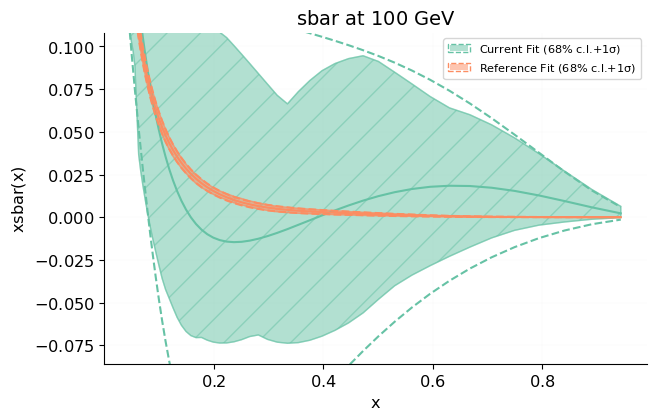 sbar at 100 GeV
Current Fit (68% c.l.+1σ)
Reference Fit (68% c.l.+1σ)
xsbar(x)
0.100
0.075
0.050
0.025
0.000
−0.025
−0.050
−0.075
0.2 0.4 0.6 0.8
x